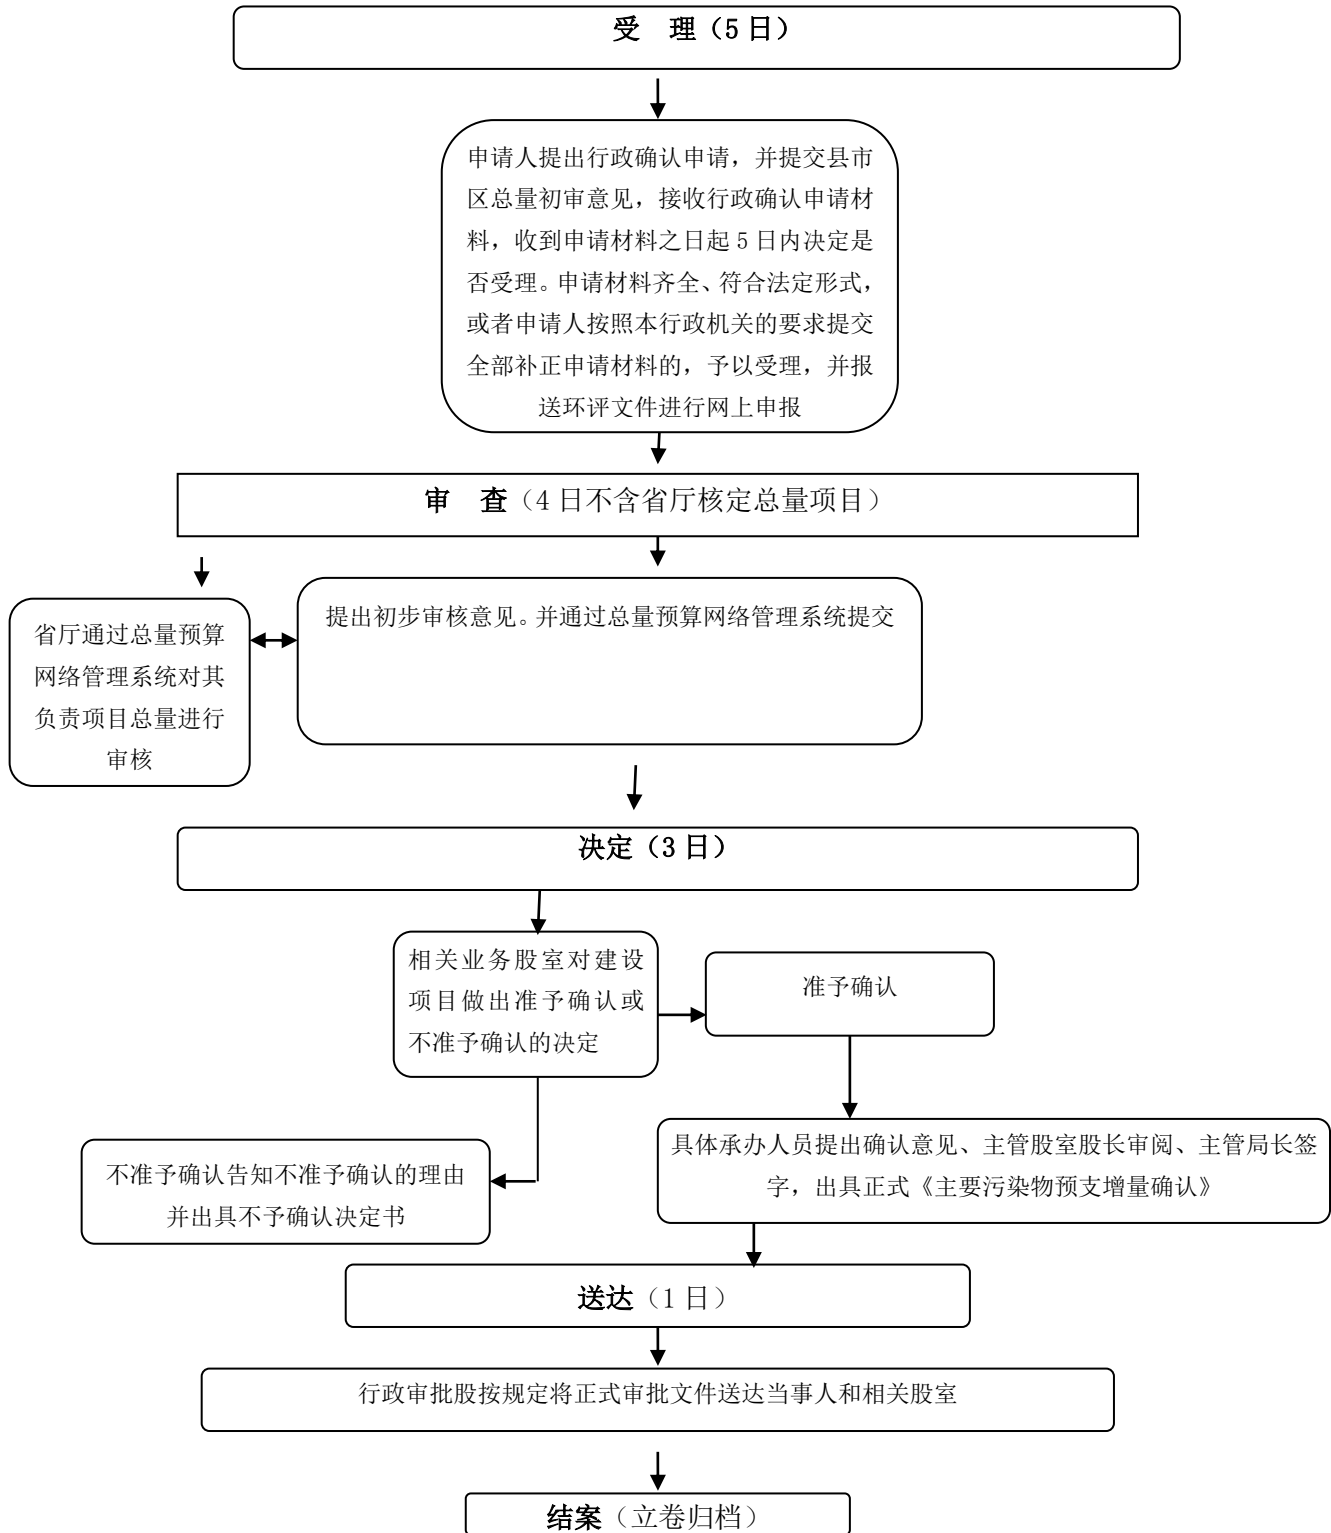 受　理（5 日）
申请人提出行政确认申请，并提交县市
区总量初审意见，接收行政确认申请材
料，收到申请材料之日起 5 日内决定是
否受理。申请材料齐全、符合法定形式，
或者申请人按照本行政机关的要求提交
全部补正申请材料的，予以受理，并报
送环评文件进行网上申报
审　查（4 日不含省厅核定总量项目）
省厅通过总量预算
网络管理系统对其
负责项目总量进行
审核
提出初步审核意见。并通过总量预算网络管理系统提交
决定（3 日）
相关业务股室对建设
项目做出准予确认或
不准予确认的决定
准予确认
不准予确认告知不准予确认的理由
并出具不予确认决定书
具体承办人员提出确认意见、主管股室股长审阅、主管局长签
字，出具正式《主要污染物预支增量确认》
送达（1 日）
行政审批股按规定将正式审批文件送达当事人和相关股室
结案（立卷归档）